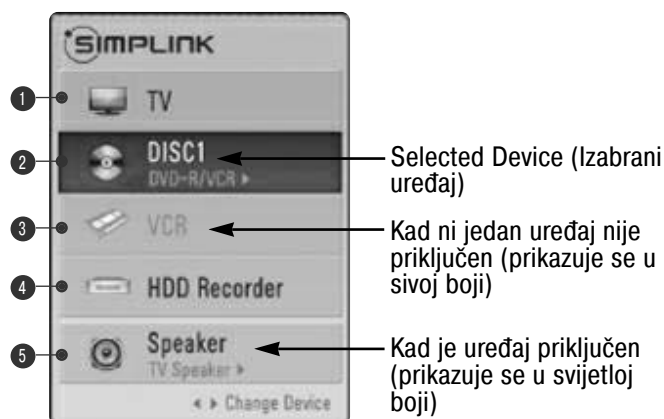 SIMPLINK
1 TV
2 DISC1
DVD-R/VCR ▶
Selected Device (Izabrani
uređaj)
3 VCR
Kad ni jedan uređaj nije
priključen (prikazuje se u
sivoj boji)
4 HDD Recorder
5 Speaker
TV Speaker ▶
Kad je uređaj priključen
(prikazuje se u svijetloj
boji)
◀ ▶ Change Device